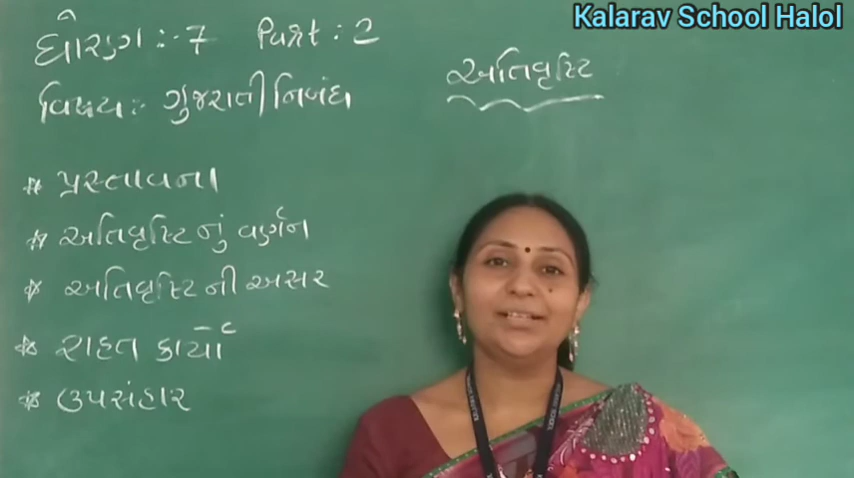 Kalarav School Halol
ધોરણ :- 7 Part : 2
વિષય :- ગુજરાતી નિબંધ
અતિવૃષ્ટિ
* પ્રસ્તાવના
* અતિવૃષ્ટિ નું વર્ણન
* અતિવૃષ્ટિ ની અસર
* રાહત કાર્યો
* ઉપસંહાર